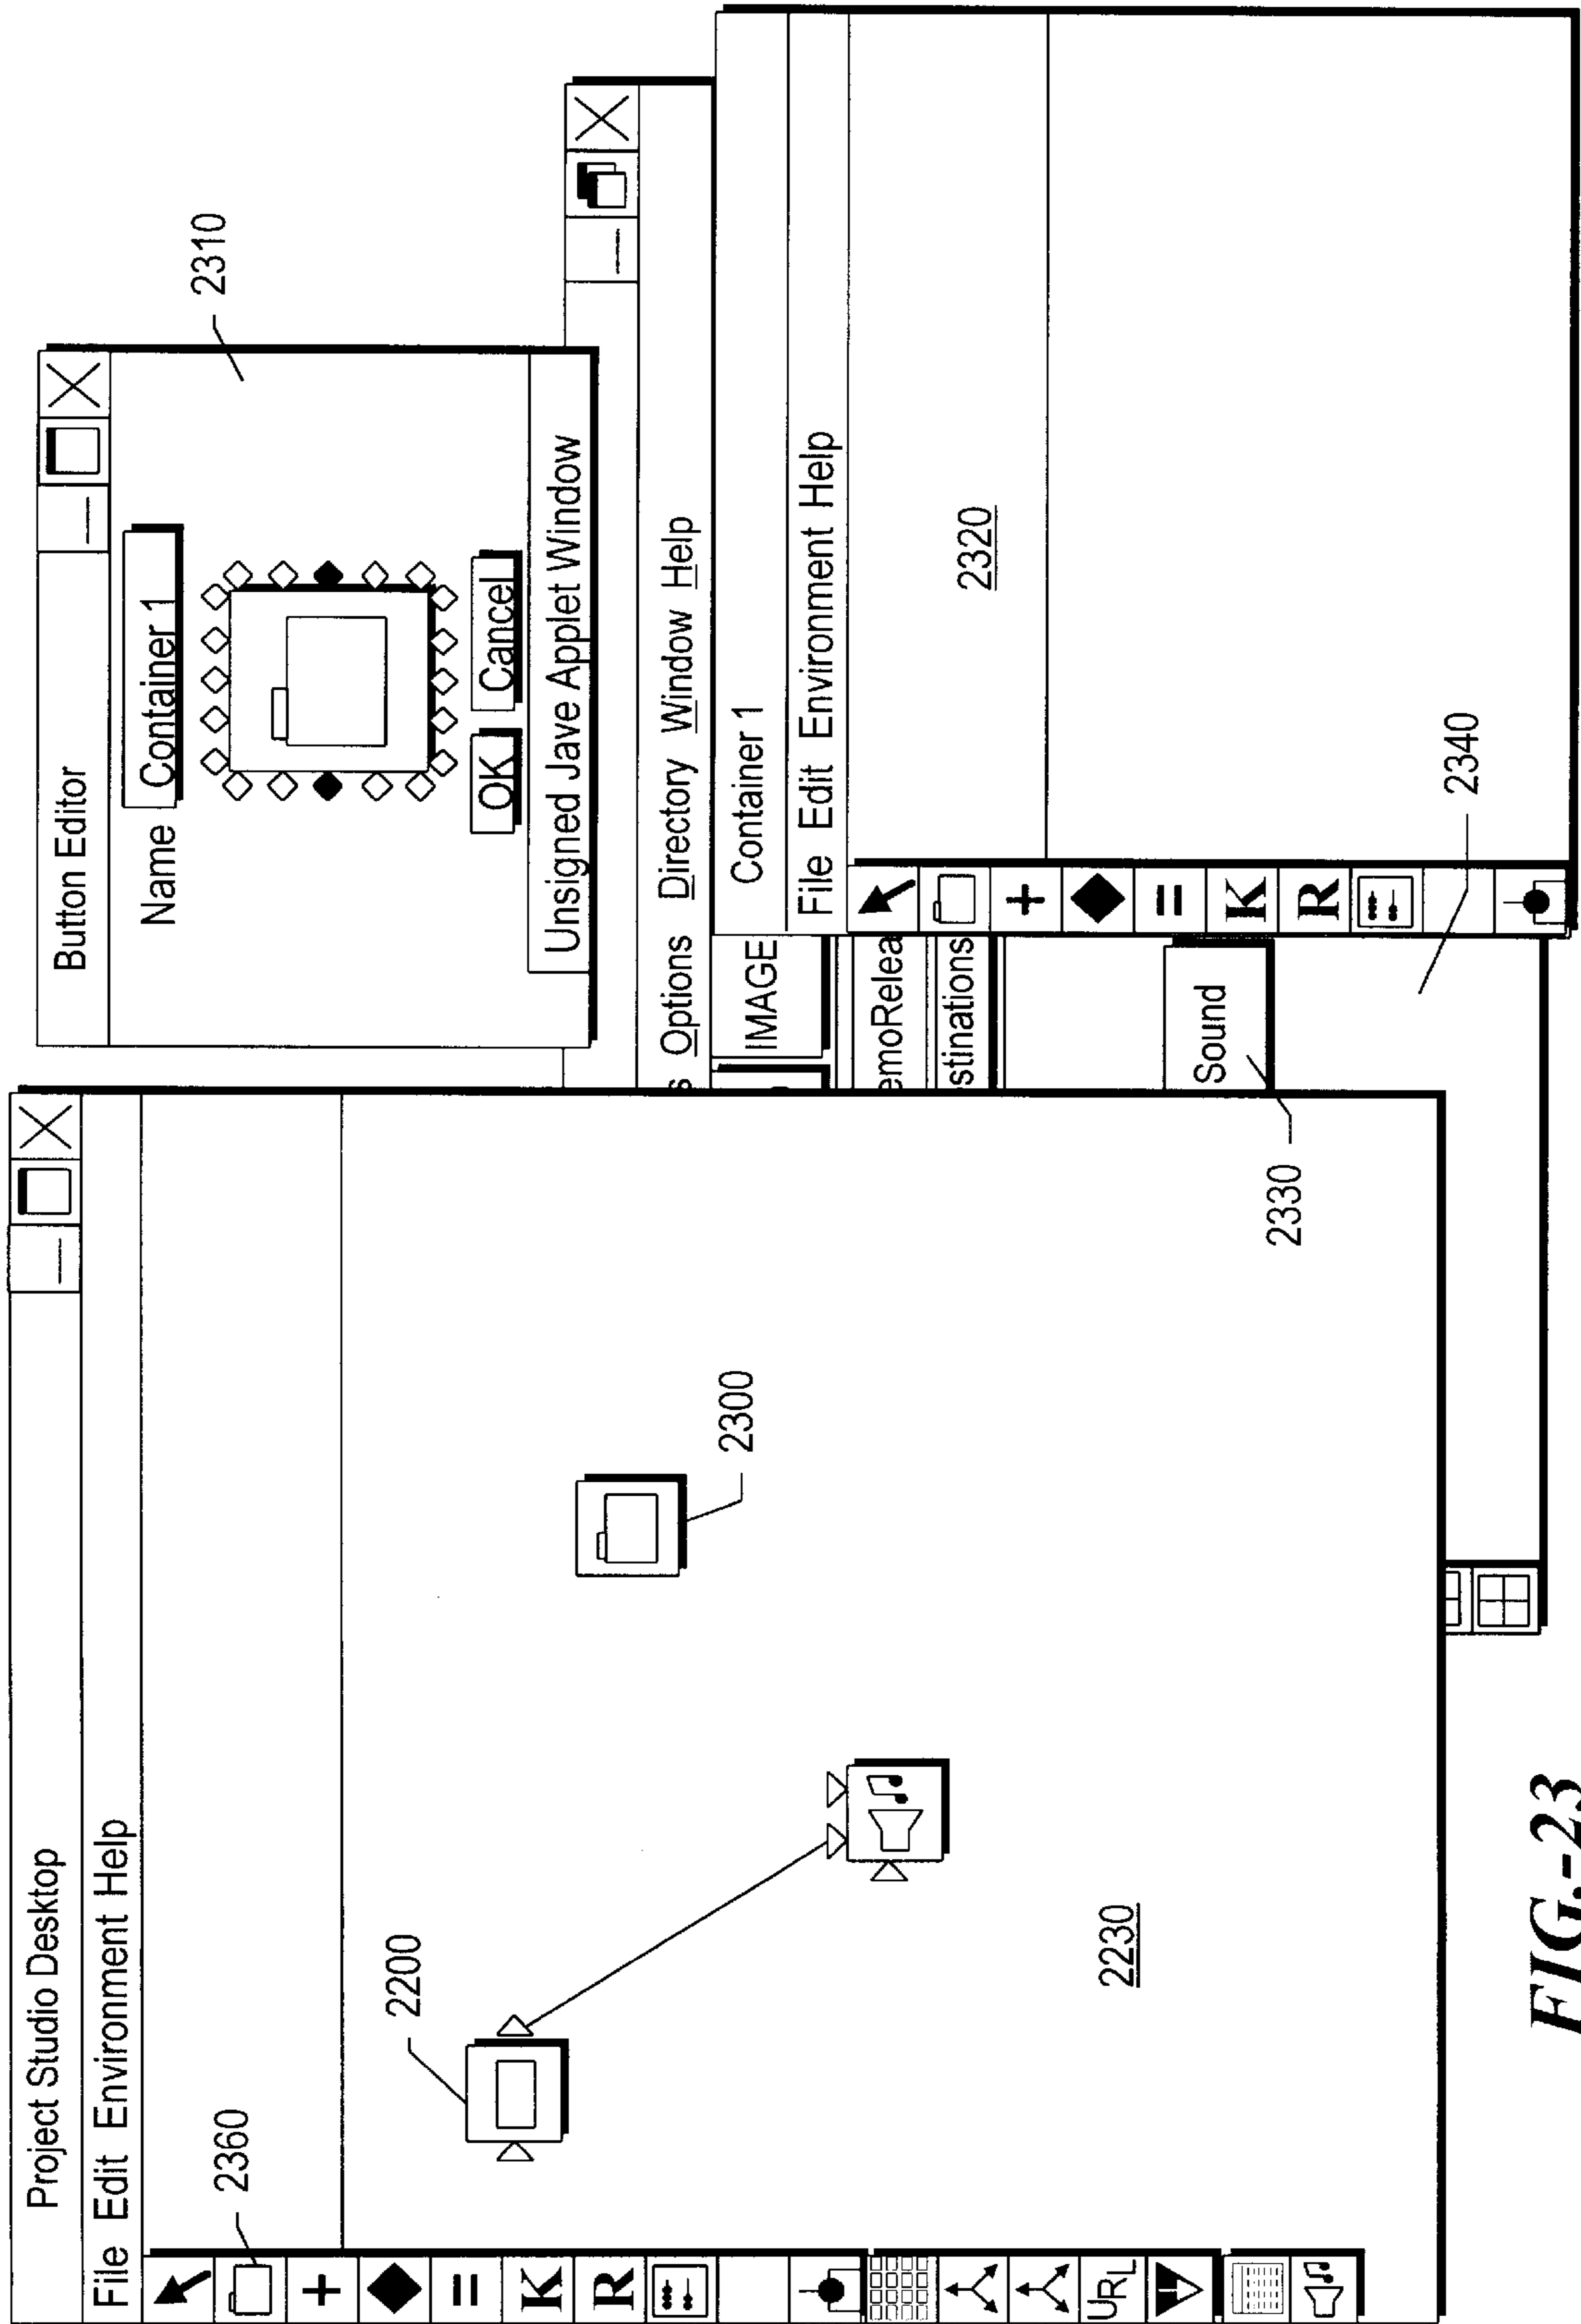 Project Studio Desktop
File Edit Environment Help
2360
K
R
URL
2200
2300
2230
Button Editor
Name Container 1
OK Cancel
Unsigned Jave Applet Window
2310
s Options Directory Window Help
IMAGE
emoRelea
stinations
Sound
2330
Container 1
File Edit Environment Help
K
R
2320
2340
FIG.-23